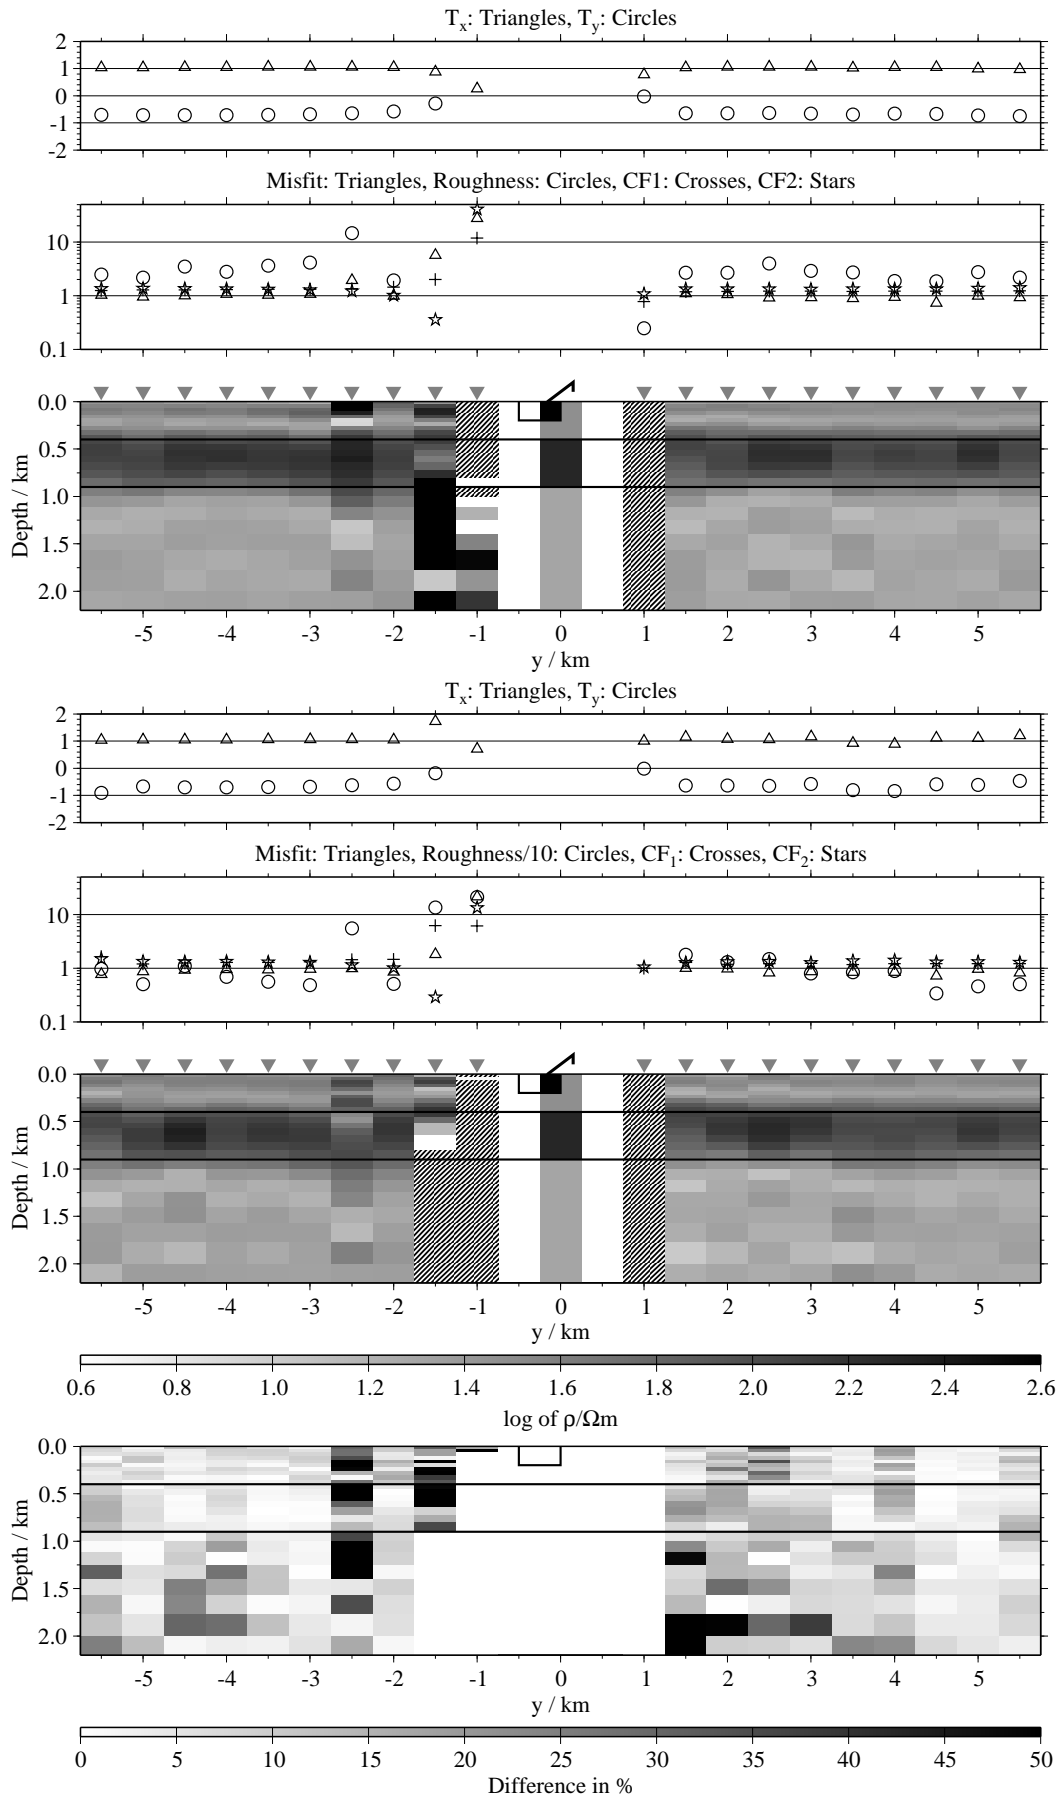 T_x: Triangles, T_y: Circles
2
1
0
-1
-2
Misfit: Triangles, Roughness: Circles, CF1: Crosses, CF2: Stars
10
1
0.1
0.0
0.5
1.0
1.5
2.0
Depth / km
-5 -4 -3 -2 -1 0 1 2 3 4 5
y / km
T_x: Triangles, T_y: Circles
2
1
0
-1
-2
Misfit: Triangles, Roughness/10: Circles, CF_1: Crosses, CF_2: Stars
10
1
0.1
0.0
0.5
1.0
1.5
2.0
Depth / km
-5 -4 -3 -2 -1 0 1 2 3 4 5
y / km
0.6 0.8 1.0 1.2 1.4 1.6 1.8 2.0 2.2 2.4 2.6
log of ρ/Ωm
0.0
0.5
1.0
1.5
2.0
Depth / km
-5 -4 -3 -2 -1 0 1 2 3 4 5
y / km
0 5 10 15 20 25 30 35 40 45 50
Difference in %